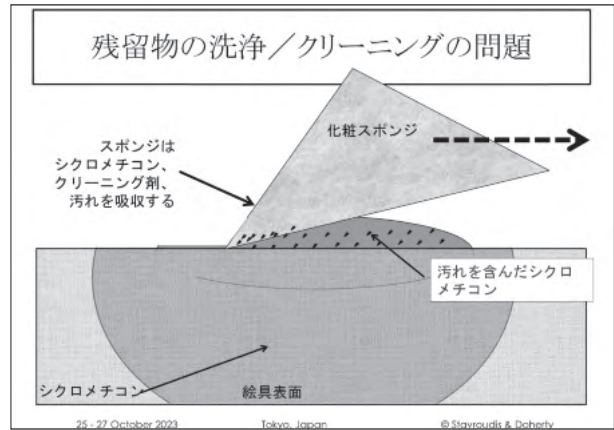 残留物の洗浄／クリーニングの問題
スポンジは
シクロメチコン、
クリーニング剤、
汚れを吸収する
化粧スポンジ
汚れを含んだシクロ
メチコン
シクロメチコン
絵具表面
25 - 27 October 2023
Tokyo, Japan
© Stavroudis & Doherty